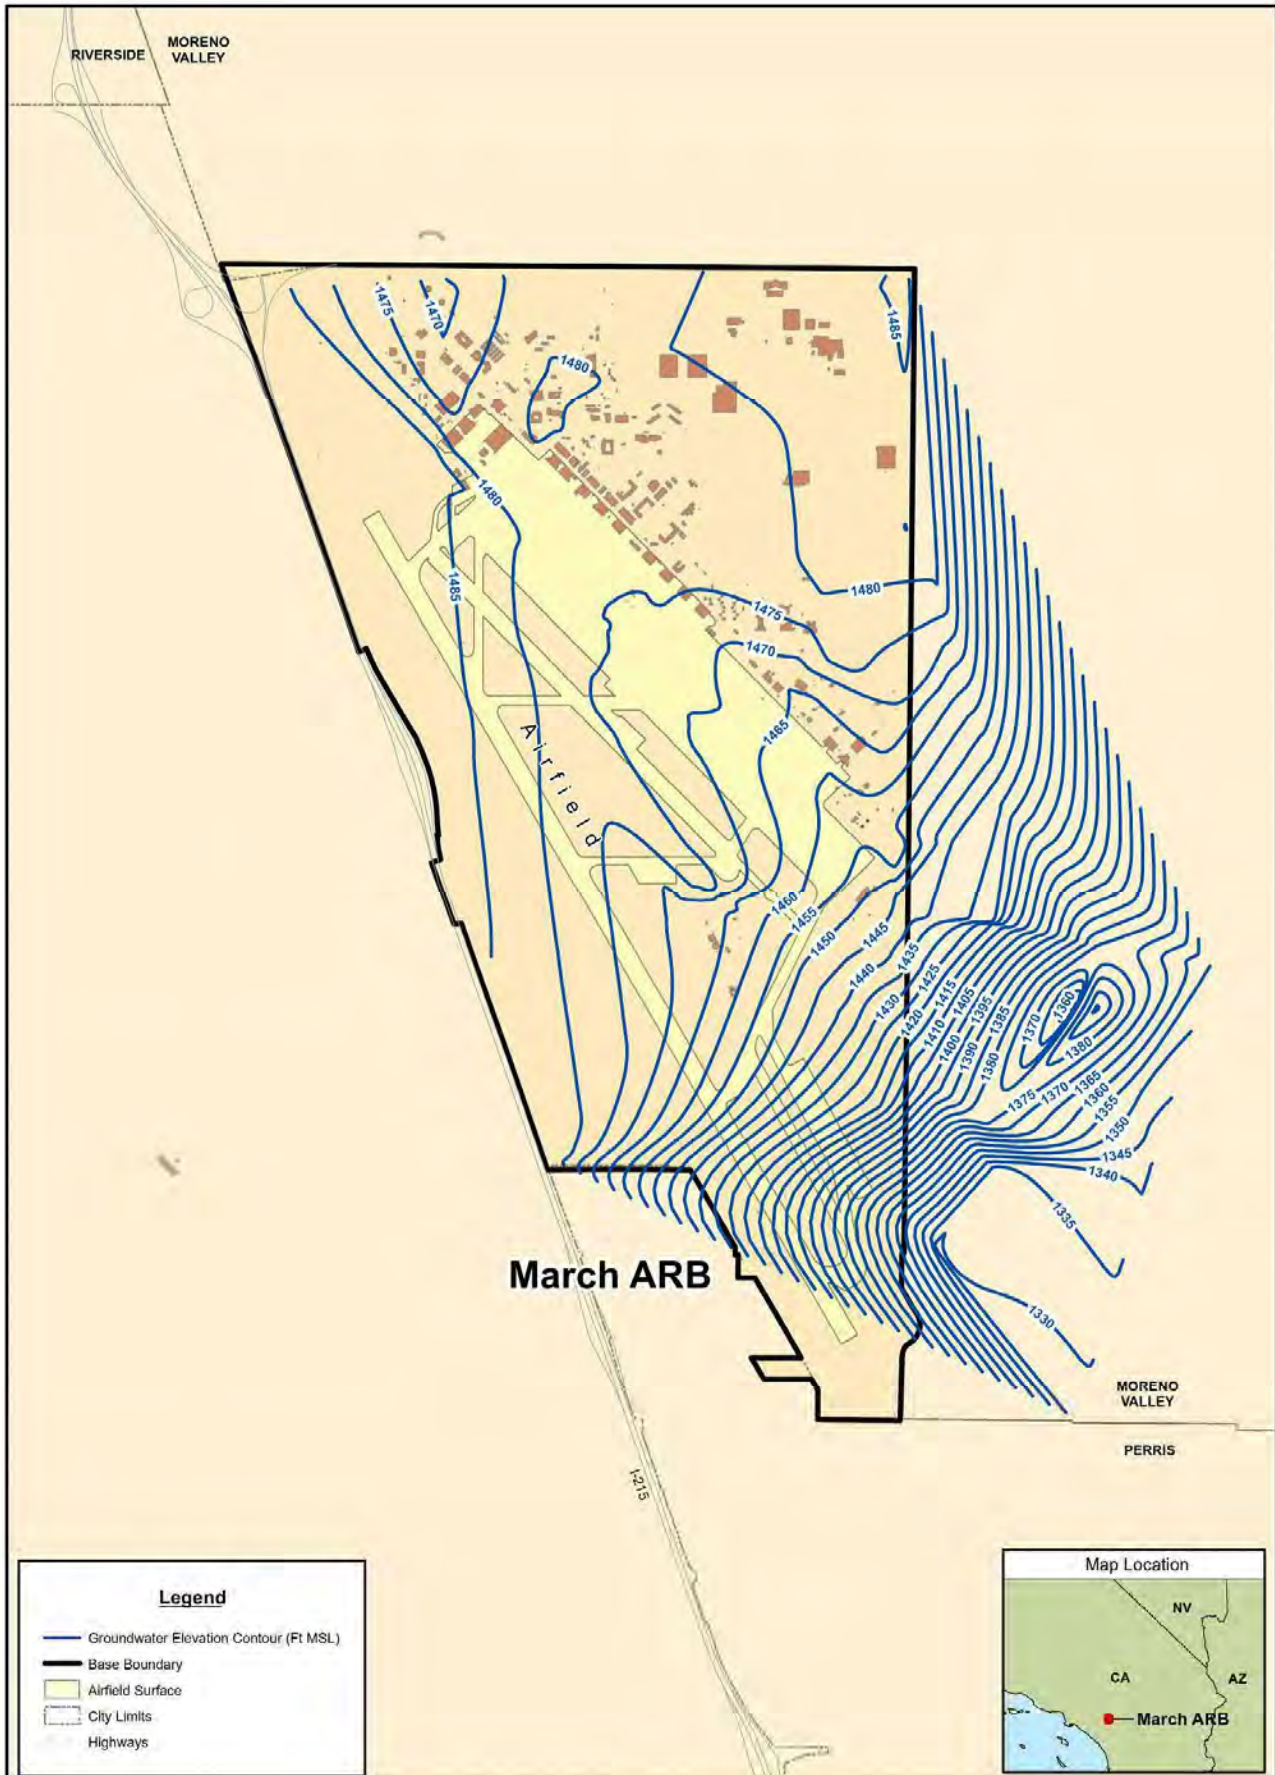 RIVERSIDE
MORENO
VALLEY
1475
1470
1485
1480
1480
1485
1480
1475
1470
1465
Airfield
1460
1455
1450
1445
1440
1435
1430
1425
1420
1415
1410
1405
1400
1395
1390
1385
1380
1370
1360
1380
1375
1370
1365
1360
1355
1350
1345
1340
1335
1330
March ARB
MORENO
VALLEY
PERRIS
I-215
Legend
Groundwater Elevation Contour (Ft MSL)
Base Boundary
Airfield Surface
City Limits
Highways
Map Location
NV
CA
AZ
March ARB